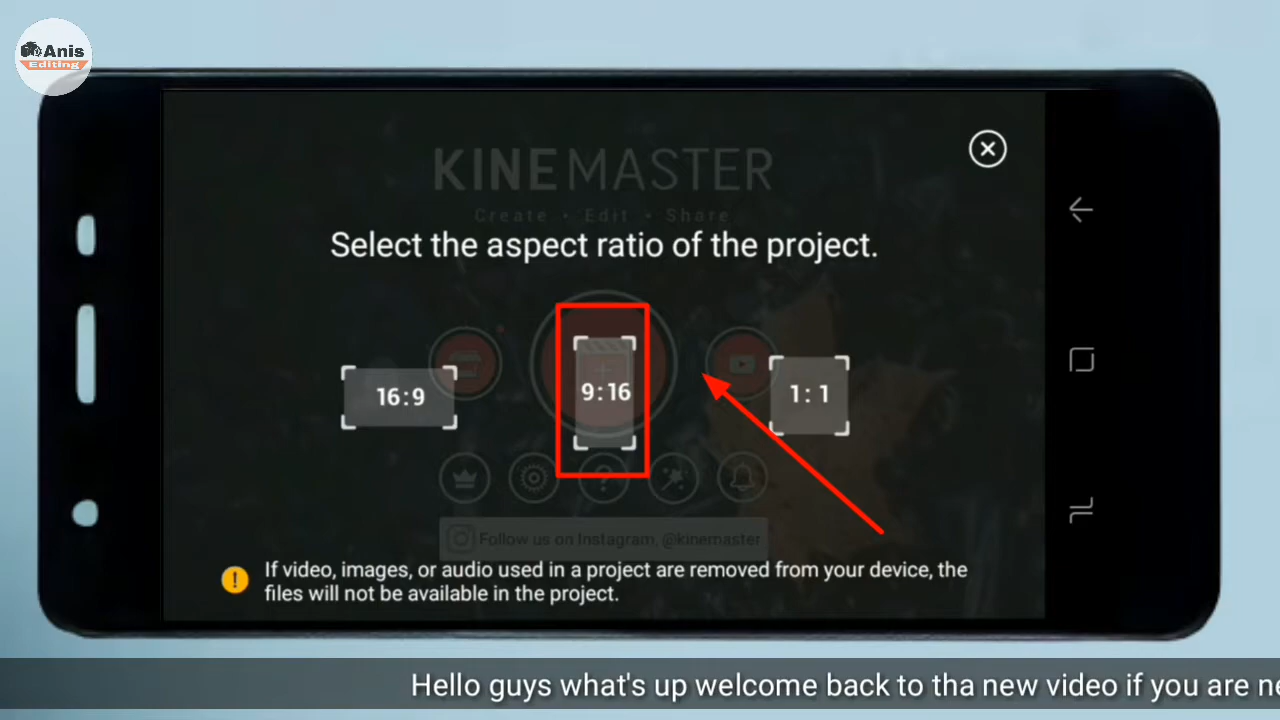 Anis
Editing
KINEMASTER
Create • Edit • Share
Select the aspect ratio of the project.
16:9
9:16
1:1
?
Follow us on Instagram, @kinemaster
! If video, images, or audio used in a project are removed from your device, the
files will not be available in the project.
Hello guys what's up welcome back to tha new video if you are ne